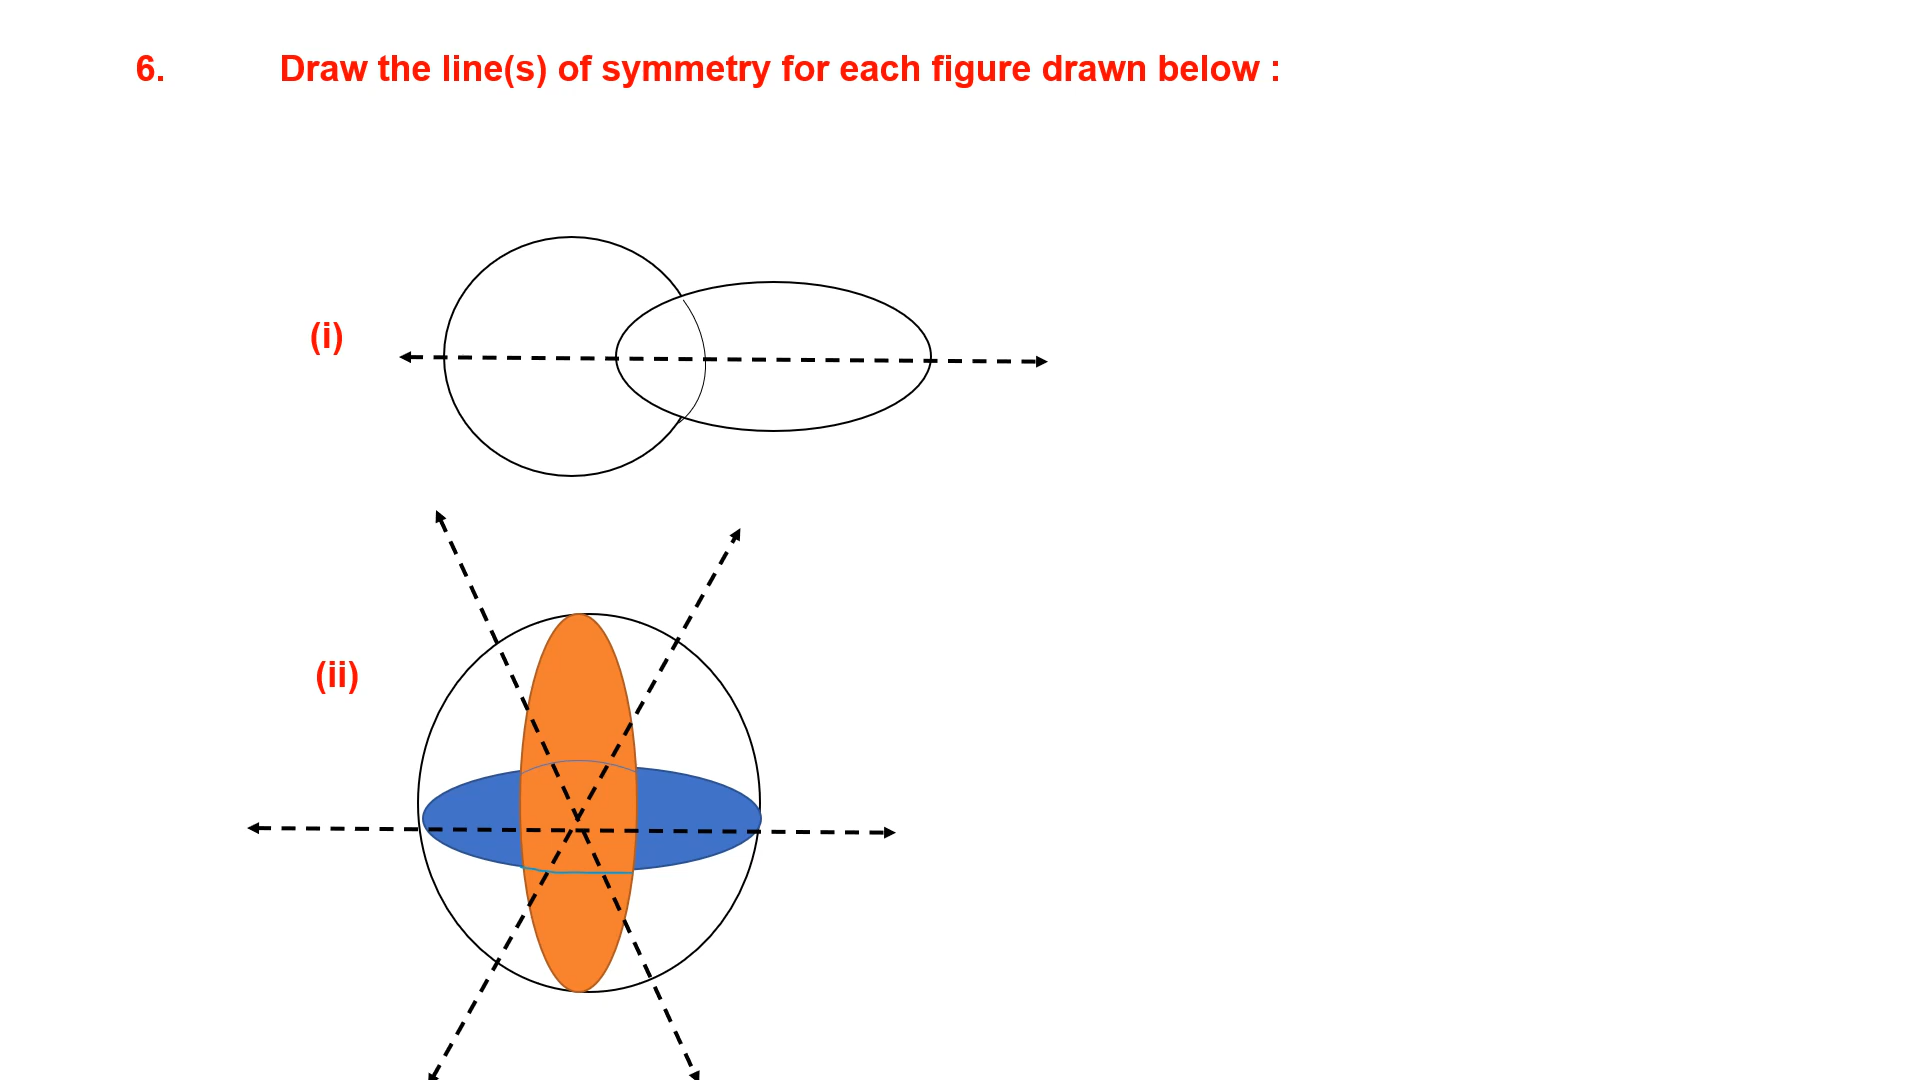 6. Draw the line(s) of symmetry for each figure drawn below :
(i)
(ii)